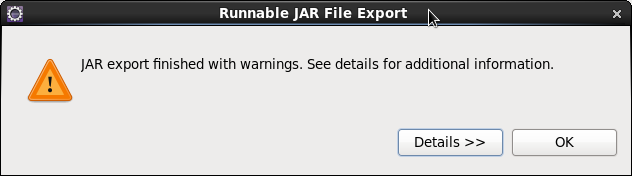 Runnable JAR File Export
JAR export finished with warnings. See details for additional information.
Details >>
OK